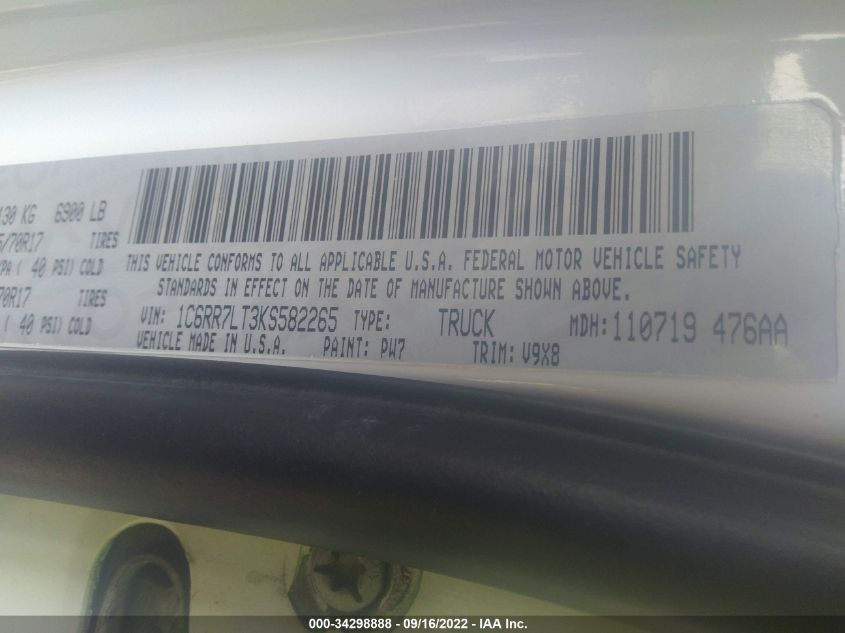 130 KG 6900 LB
/70R17 TIRES
KPA ( 40 PSI) COLD
70R17 TIRES
( 40 PSI) COLD
THIS VEHICLE CONFORMS TO ALL APPLICABLE U.S.A. FEDERAL MOTOR VEHICLE SAFETY
STANDARDS IN EFFECT ON THE DATE OF MANUFACTURE SHOWN ABOVE.
VIN: 1C6RR7LT3KS582265 TYPE: TRUCK MDH: 110719 476AA
VEHICLE MADE IN U.S.A. PAINT: PW7 TRIM: V9X8
000-34298888 - 09/16/2022 - IAA Inc.